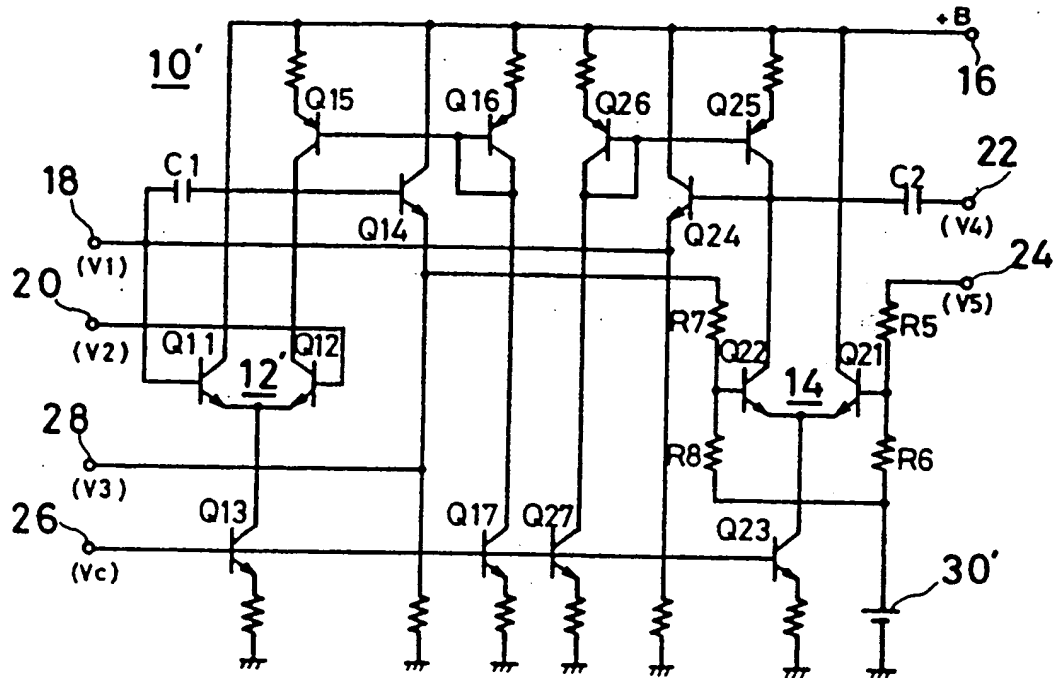 +B
10'
16
Q15
Q16
Q26
Q25
C1
18
22
C2
Q14
Q24
(V4)
(V1)
24
20
(V5)
(V2)
R7
R5
Q11
Q12
Q22
Q21
12'
14
28
R8
R6
(V3)
Q13
Q17
Q27
Q23
26
30'
(Vc)